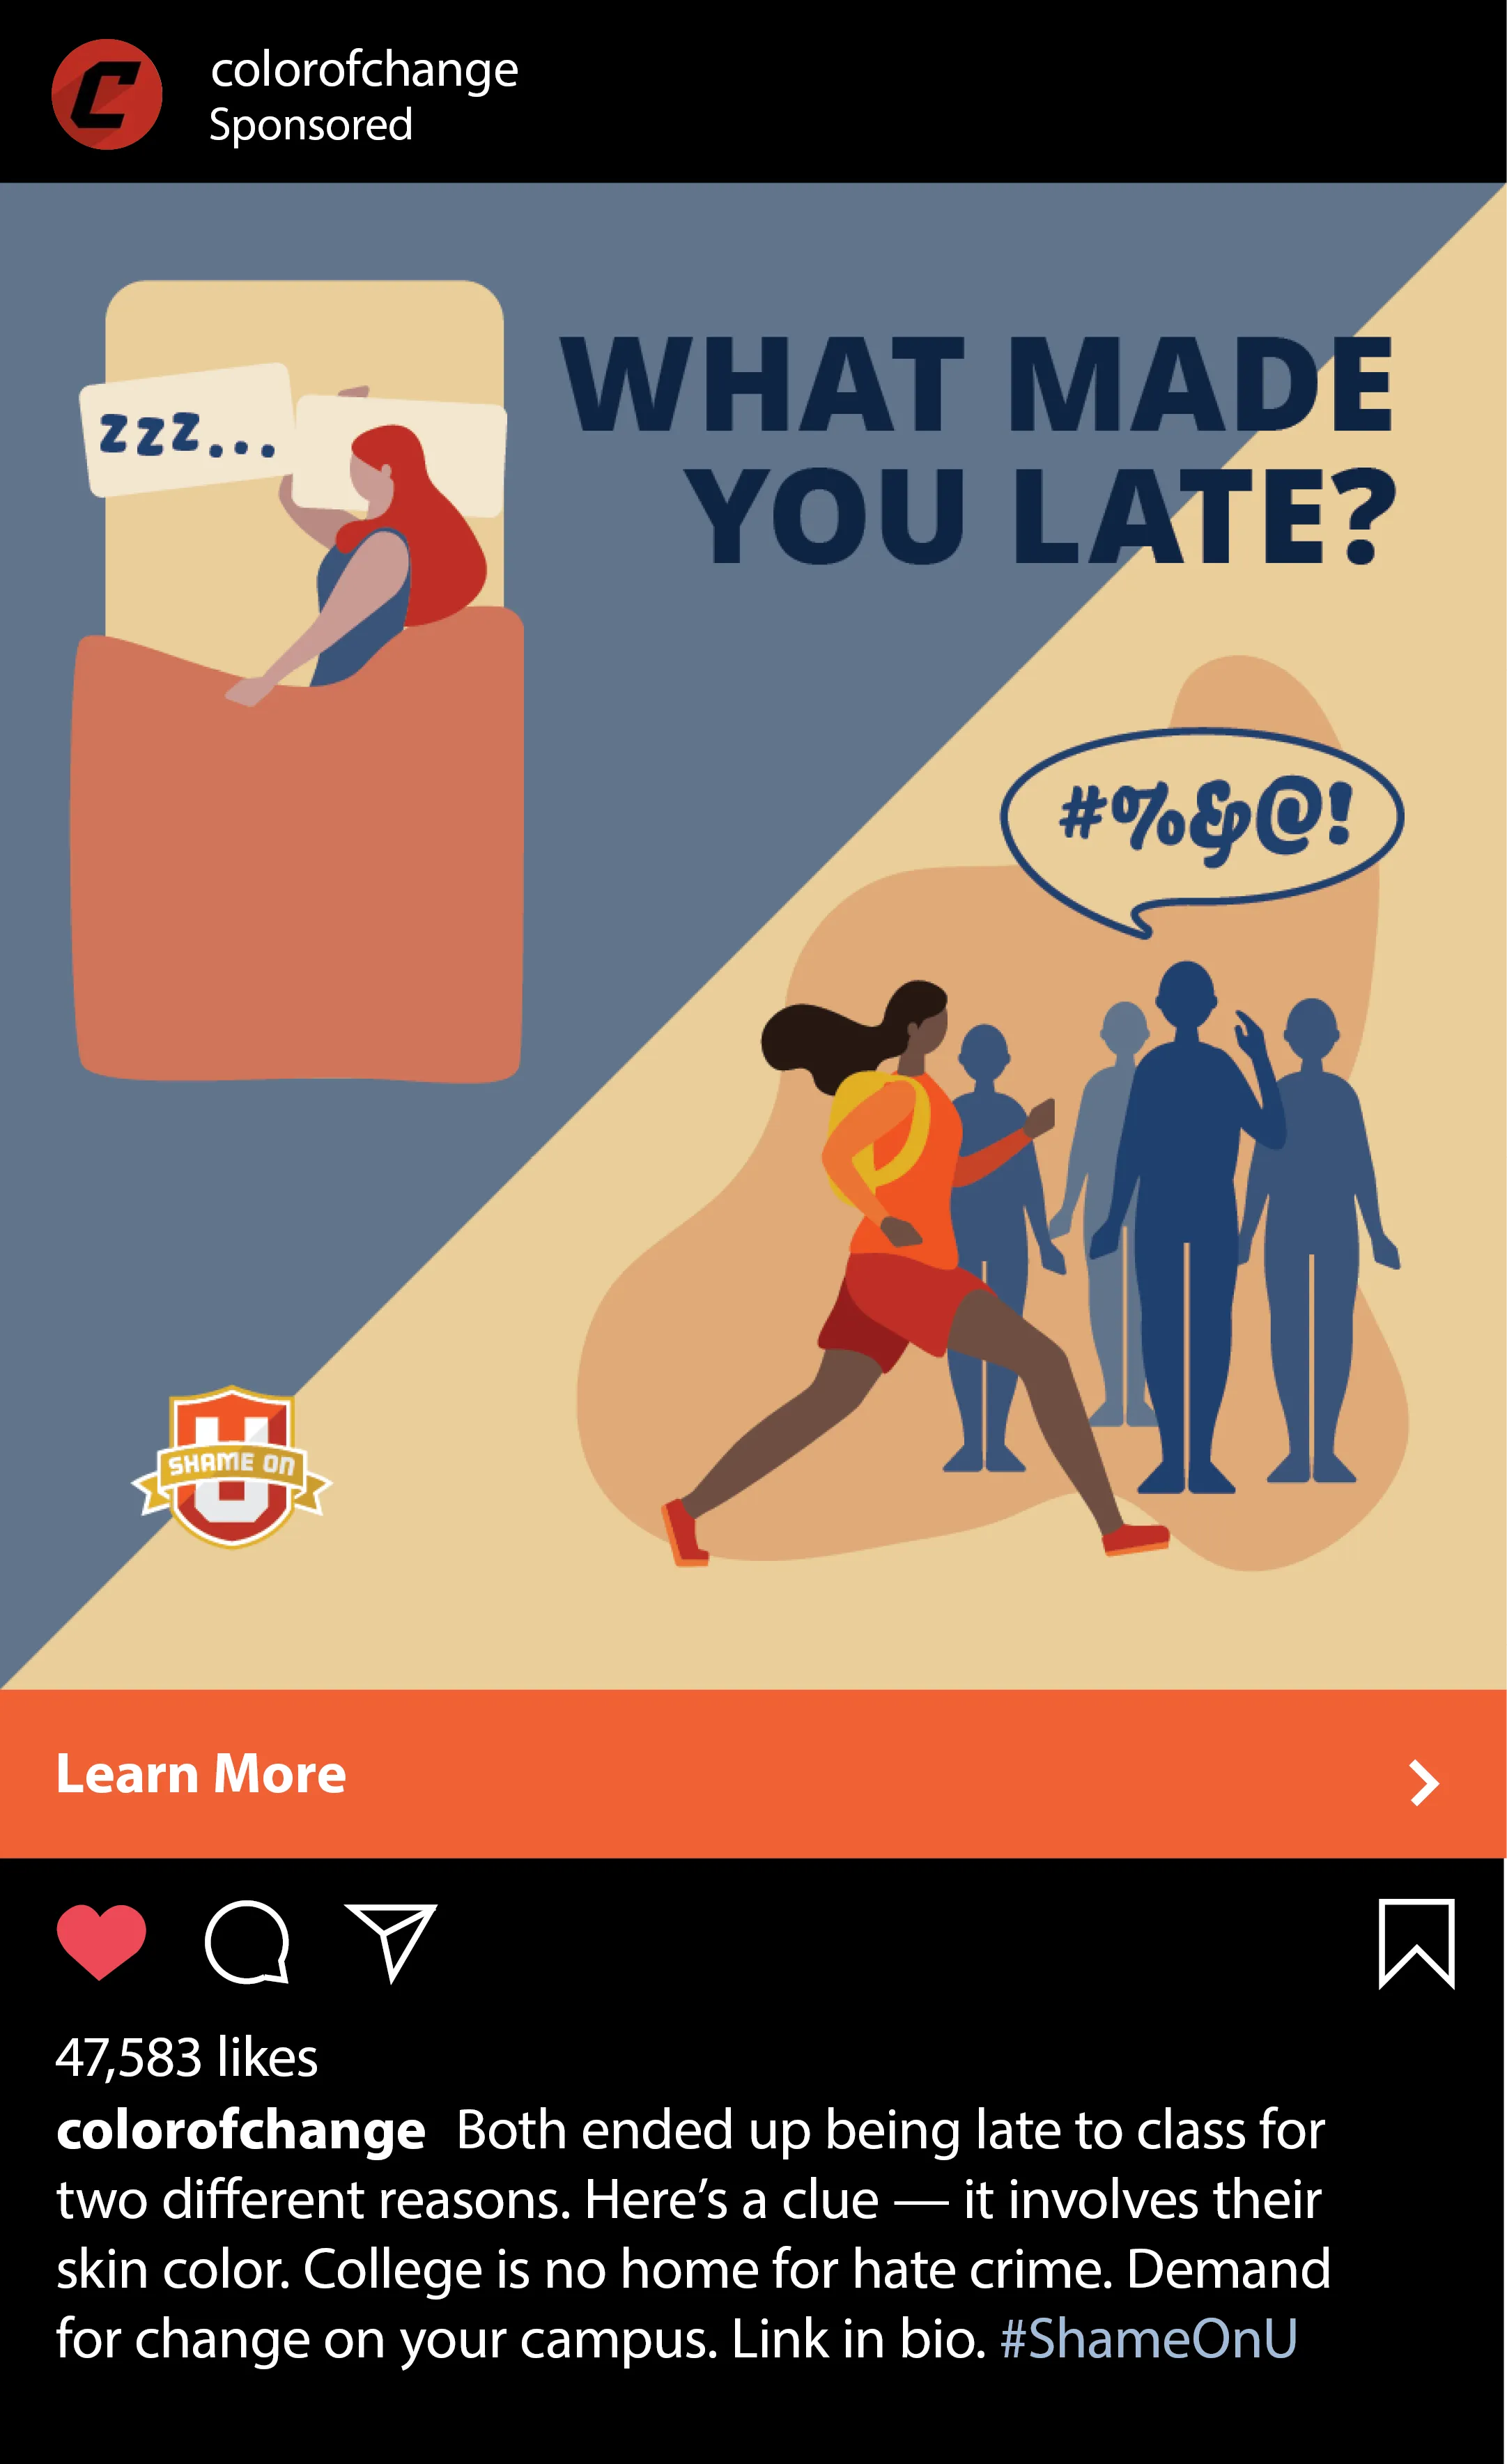 C
colorofchange
Sponsored
WHAT MADE
YOU LATE?
zzz...
#%&@!
U
SHAME ON
Learn More
47,583 likes
colorofchange Both ended up being late to class for
two different reasons. Here’s a clue — it involves their
skin color. College is no home for hate crime. Demand
for change on your campus. Link in bio. #ShameOnU